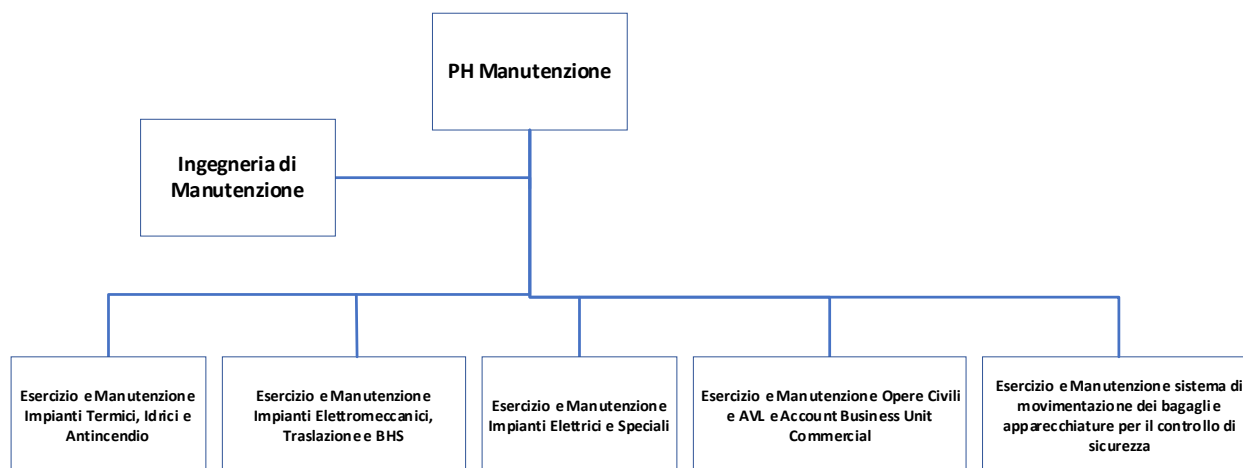 PH Manutenzione
Ingegneria di
Manutenzione
Esercizio e Manutenzione
Impianti Termici, Idrici e
Antincendio
Esercizio e Manutenzione
Impianti Elettromeccanici,
Traslazione e BHS
Esercizio e Manutenzione
Impianti Elettrici e Speciali
Esercizio e Manutenzione Opere Civili
e AVL e Account Business Unit
Commercial
Esercizio e Manutenzione sistema di
movimentazione dei bagagli e
apparecchiature per il controllo di
sicurezza